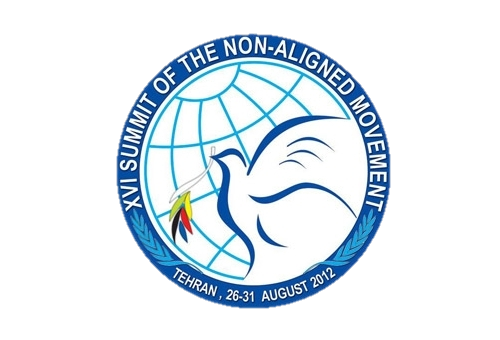 XVI SUMMIT OF THE NON-ALIGNED MOVEMENT
TEHRAN , 26-31 AUGUST 2012